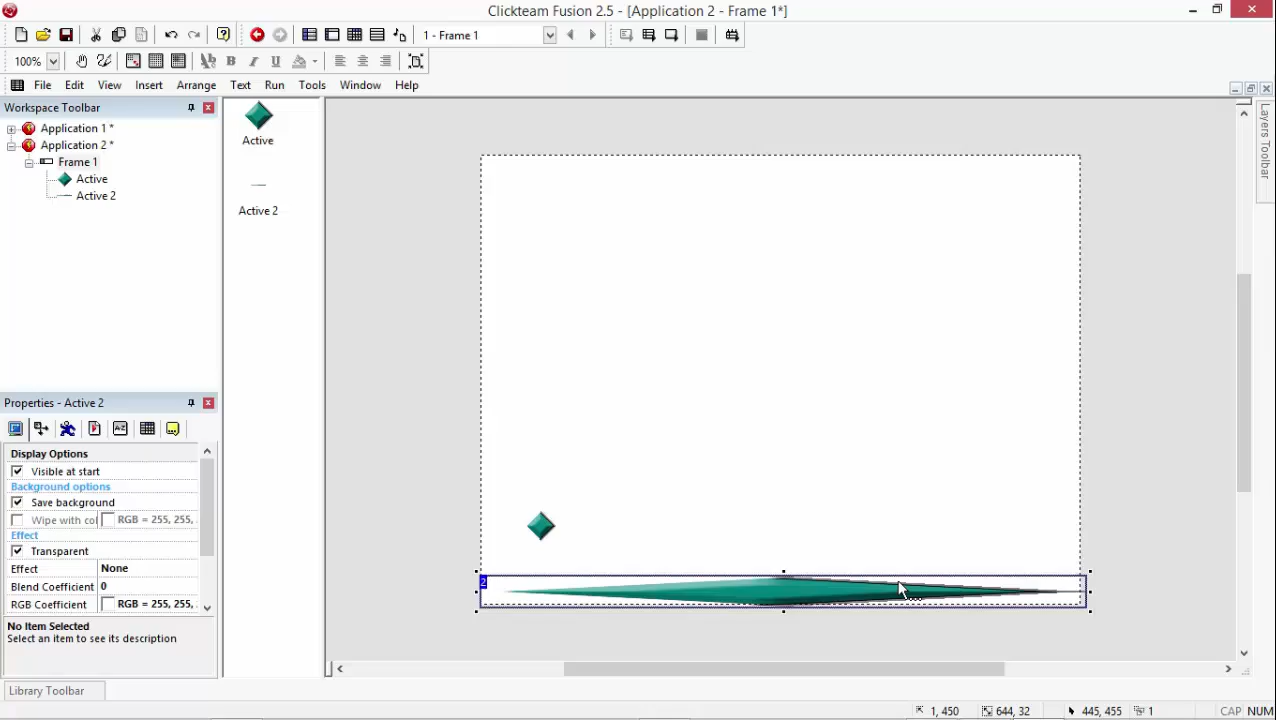 Clickteam Fusion 2.5 - [Application 2 - Frame 1*]
1 - Frame 1
100%
B I U
File Edit View Insert Arrange Text Run Tools Window Help
Workspace Toolbar
Application 1 *
Application 2 *
Frame 1
Active
Active 2
Active
Active 2
Layers Toolbar
2
Properties - Active 2
Display Options
Visible at start
Background options
Save background
Wipe with col RGB = 255, 255,
Effect
Transparent
Effect None
Blend Coefficient 0
RGB Coefficient RGB = 255, 255,
No Item Selected
Select an item to see its description
Library Toolbar
1, 450 644, 32 445, 455 1 CAP NUM